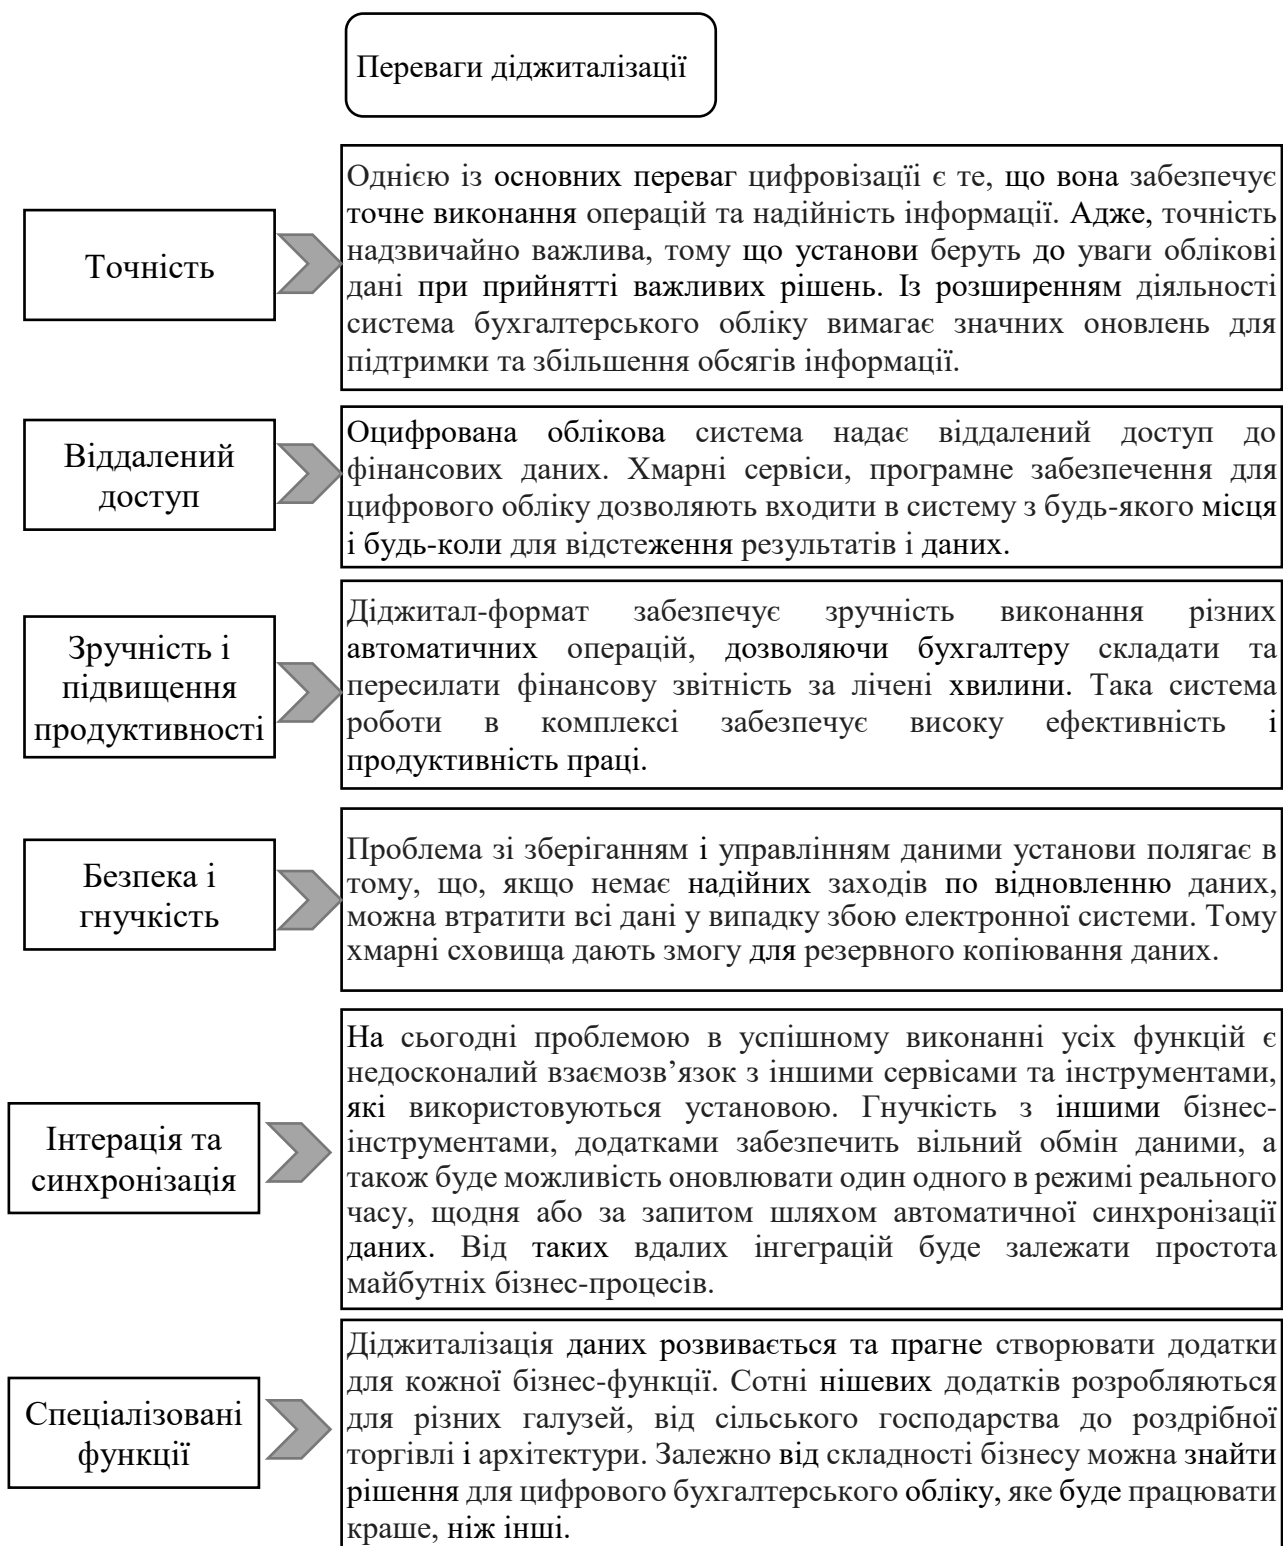 Переваги діджиталізації
Точність
Однією із основних переваг цифровізації є те, що вона забезпечує
точне виконання операцій та надійність інформації. Адже, точність
надзвичайно важлива, тому що установи беруть до уваги облікові
дані при прийнятті важливих рішень. Із розширенням діяльності
система бухгалтерського обліку вимагає значних оновлень для
підтримки та збільшення обсягів інформації.
Віддалений
доступ
Оцифрована облікова система надає віддалений доступ до
фінансових даних. Хмарні сервіси, програмне забезпечення для
цифрового обліку дозволяють входити в систему з будь-якого місця
і будь-коли для відстеження результатів і даних.
Зручність і
підвищення
продуктивності
Діджитал-формат забезпечує зручність виконання різних
автоматичних операцій, дозволяючи бухгалтеру складати та
пересилати фінансову звітність за лічені хвилини. Така система
роботи в комплексі забезпечує високу ефективність і
продуктивність праці.
Безпека і
гнучкість
Проблема зі зберіганням і управлінням даними установи полягає в
тому, що, якщо немає надійних заходів по відновленню даних,
можна втратити всі дані у випадку збою електронної системи. Тому
хмарні сховища дають змогу для резервного копіювання даних.
Інтерація та
синхронізація
На сьогодні проблемою в успішному виконанні усіх функцій є
недосконалий взаємозв’язок з іншими сервісами та інструментами,
які використовуються установою. Гнучкість з іншими бізнес-
інструментами, додатками забезпечить вільний обмін даними, а
також буде можливість оновлювати один одного в режимі реального
часу, щодня або за запитом шляхом автоматичної синхронізації
даних. Від таких вдалих інгеграцій буде залежати простота
майбутніх бізнес-процесів.
Спеціалізовані
функції
Діджиталізація даних розвивається та прагне створювати додатки
для кожної бізнес-функції. Сотні нішевих додатків розробляються
для різних галузей, від сільського господарства до роздрібної
торгівлі і архітектури. Залежно від складності бізнесу можна знайти
рішення для цифрового бухгалтерського обліку, яке буде працювати
краще, ніж інші.